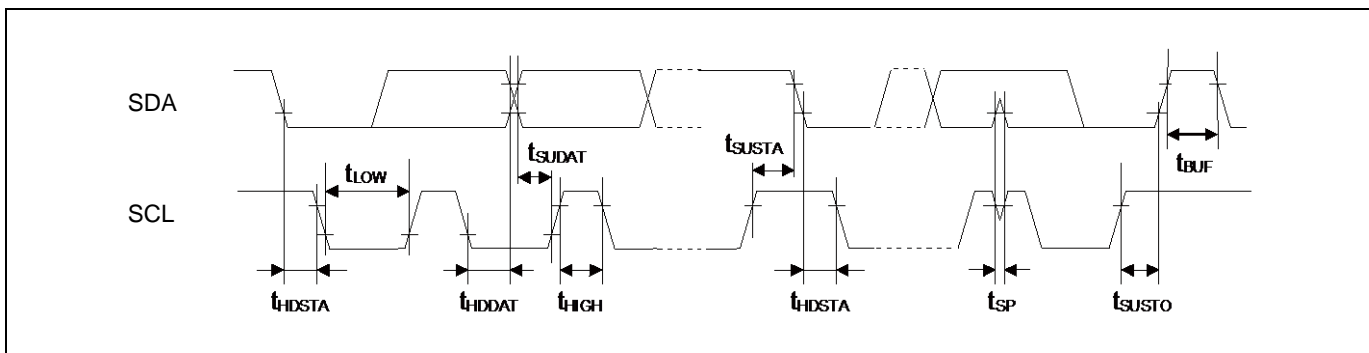 SDA
tSUDAT
tSUSTA
tBUF
tLOW
SCL
tHDSTA
tHDDAT
tHIGH
tHDSTA
tSP
tSUSTO